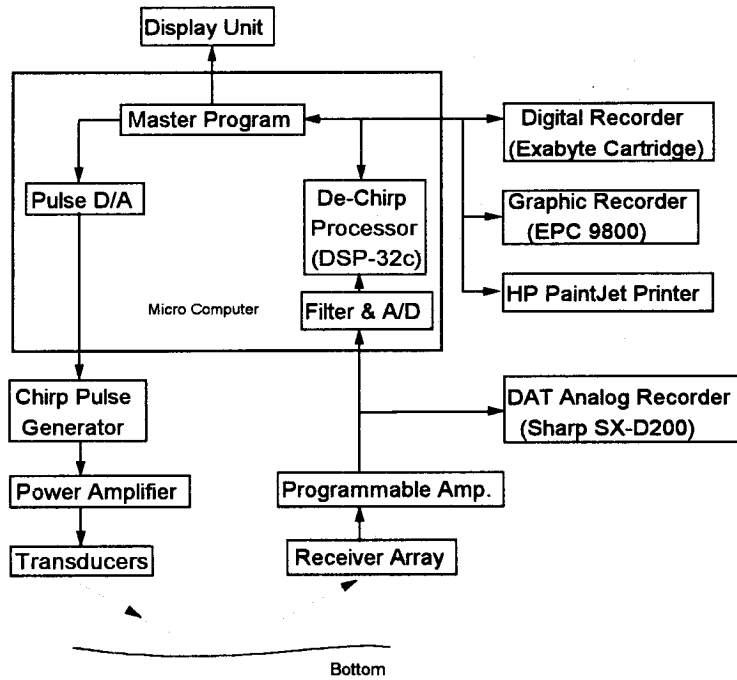 Display Unit
Master Program
Digital Recorder
(Exabyte Cartridge)
Pulse D/A
De-Chirp
Processor
(DSP-32c)
Graphic Recorder
(EPC 9800)
Micro Computer
Filter & A/D
HP PaintJet Printer
Chirp Pulse
Generator
DAT Analog Recorder
(Sharp SX-D200)
Power Amplifier
Programmable Amp.
Transducers
Receiver Array
Bottom